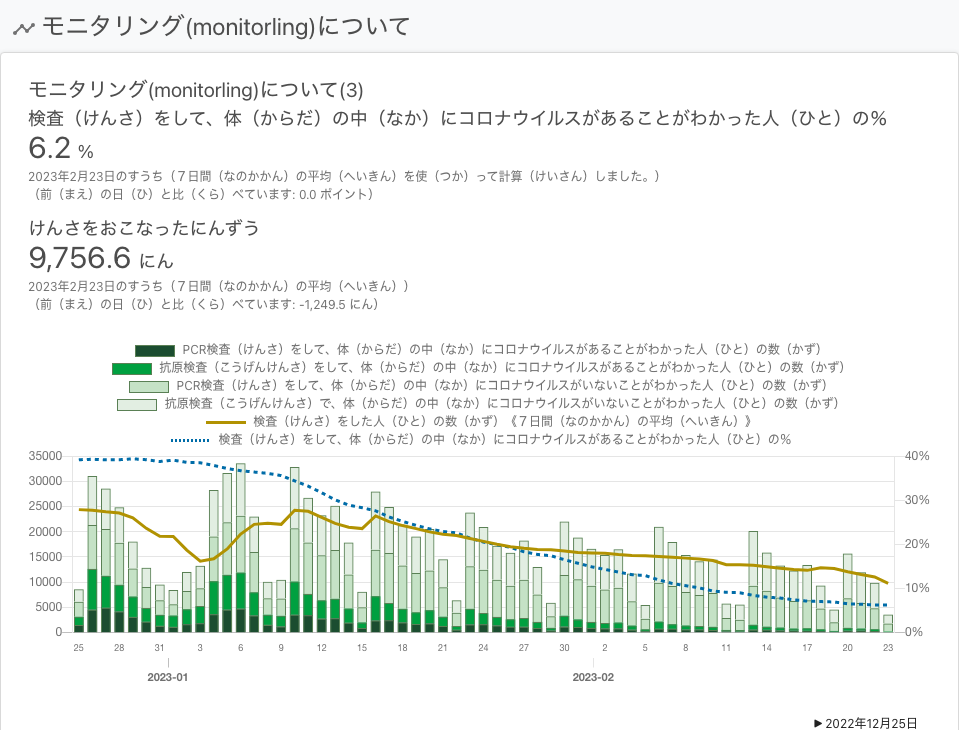 モニタリング(monitorling)について
モニタリング(monitorling)について(3)
検査（けんさ）をして、体（からだ）の中（なか）にコロナウイルスがあることがわかった人（ひと）の％
6.2 ％
2023年2月23日のすうち（７日間（なのかかん）の平均（へいきん）を使（つか）って計算（けいさん）しました。）
（前（まえ）の日（ひ）と比（くら）べています: 0.0 ポイント）
けんさをおこなったにんずう
9,756.6 にん
2023年2月23日のすうち（７日間（なのかかん）の平均（へいきん））
（前（まえ）の日（ひ）と比（くら）べています: -1,249.5 にん）
PCR検査（けんさ）をして、体（からだ）の中（なか）にコロナウイルスがあることがわかった人（ひと）の数（かず）
抗原検査（こうげんけんさ）をして、体（からだ）の中（なか）にコロナウイルスがあることがわかった人（ひと）の数（かず）
PCR検査（けんさ）をして、体（からだ）の中（なか）にコロナウイルスがいないことがわかった人（ひと）の数（かず）
抗原検査（こうげんけんさ）で、体（からだ）の中（なか）にコロナウイルスがいないことがわかった人（ひと）の数（かず）
検査（けんさ）をした人（ひと）の数（かず）《７日間（なのかかん）の平均（へいきん）》
検査（けんさ）をして、体（からだ）の中（なか）にコロナウイルスがあることがわかった人（ひと）の％
35000 40%
30000
25000 30%
20000
15000 20%
10000 10%
5000
0 0%
25 28 31 3 6 9 12 15 18 21 24 27 30 2 5 8 11 14 17 20 23
2023-01 2023-02
▶2022年12月25日